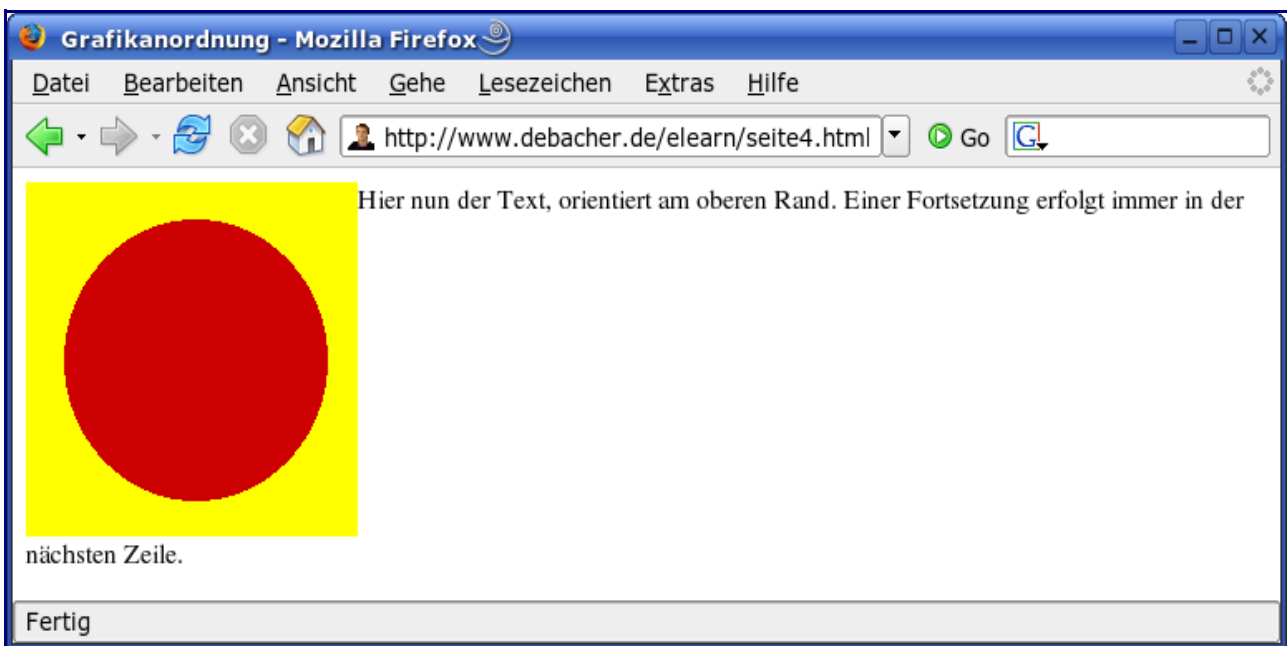 Grafikanordnung - Mozilla Firefox
Datei Bearbeiten Ansicht Gehe Lesezeichen Extras Hilfe
http://www.debacher.de/elearn/seite4.html Go G
Hier nun der Text, orientiert am oberen Rand. Einer Fortsetzung erfolgt immer in der
nächsten Zeile.
Fertig